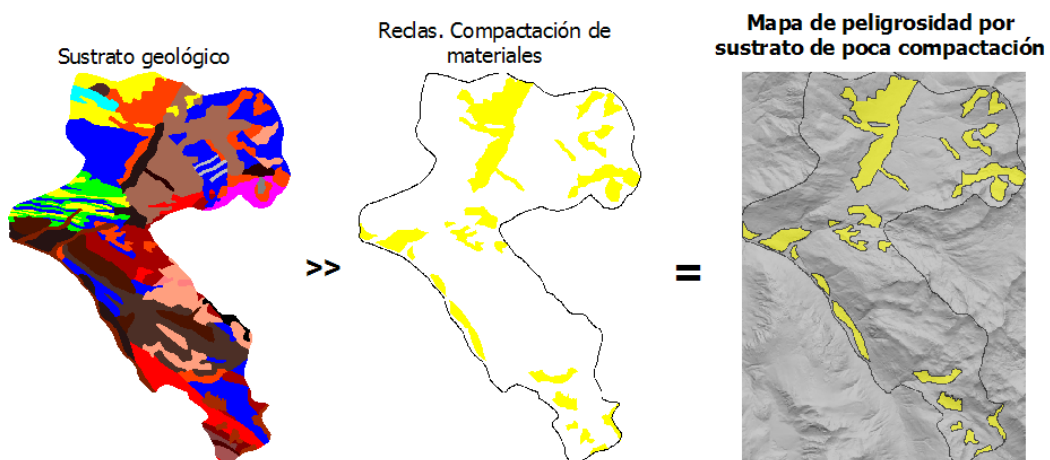 Sustrato geológico
Reclas. Compactación de
materiales
Mapa de peligrosidad por
sustrato de poca compactación
>>
=